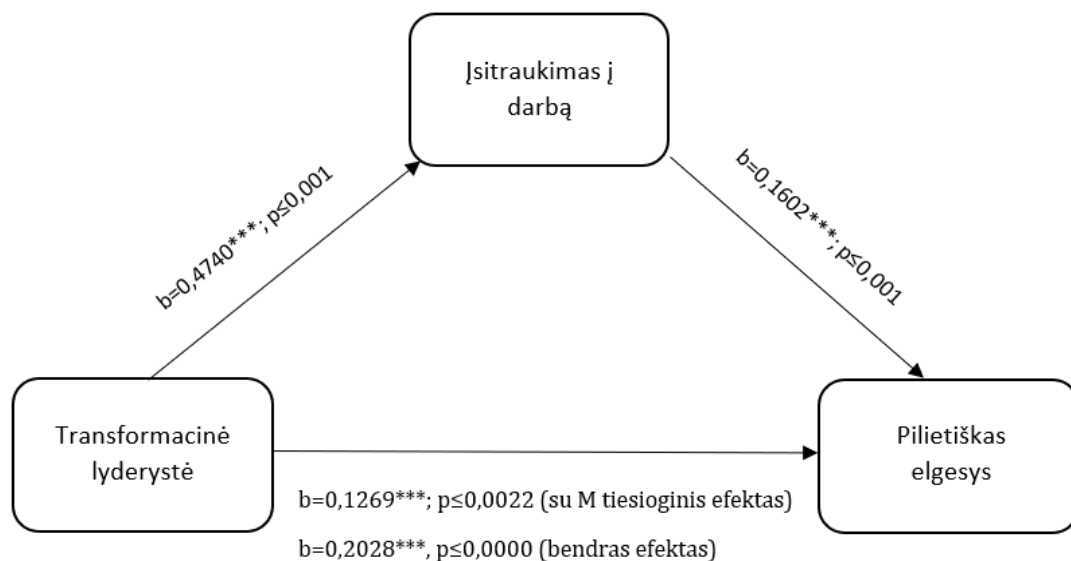 Įsitraukimas į
darbą
b=0,4740***; p≤0,001
b=0,1602***; p≤0,001
Transformacinė
lyderystė
Pilietiškas
elgesys
b=0,1269***; p≤0,0022 (su M tiesioginis efektas)
b=0,2028***, p≤0,0000 (bendras efektas)